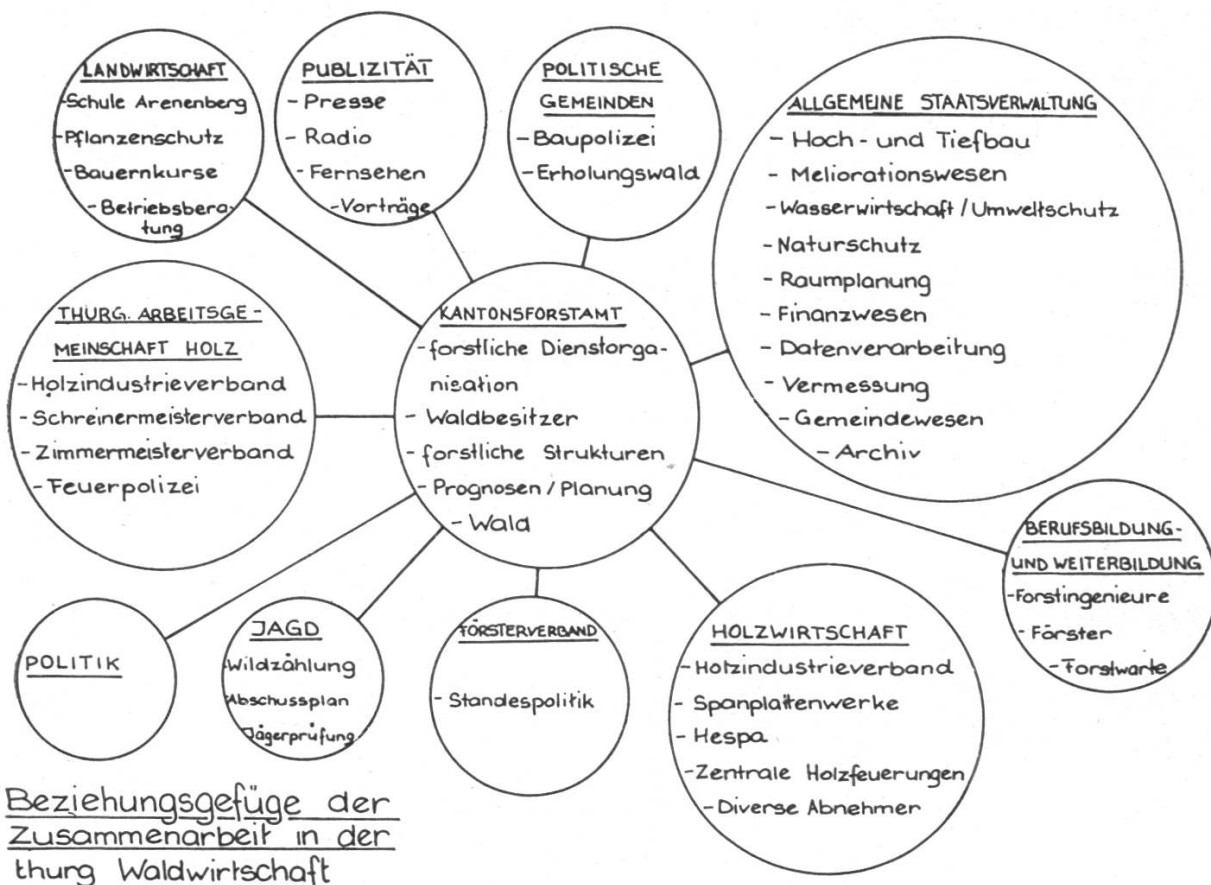 LANDWIRTSCHAFT
-Schule Arenenberg
-Pflanzenschutz
-Bauernkurse
-Betriebsbera-
tung
PUBLIZITÄT
-Presse
-Radio
-Fernsehen
-Vorträge
POLITISCHE
GEMEINDEN
-Baupolizei
-Erholungswald
ALLGEMEINE STAATSVERWALTUNG
-Hoch- und Tiefbau
-Meliorationswesen
-Wasserwirtschaft/Umweltschutz
-Naturschutz
-Raumplanung
-Finanzwesen
-Datenverarbeitung
-Vermessung
-Gemeindewesen
-Archiv
THURG. ARBEITSGE-
MEINSCHAFT HOLZ
-Holzindustrieverband
-Schreinermeisterverband
-Zimmermeisterverband
-Feuerpolizei
KANTONSFORSTAMT
-forstliche Dienstorga-
nisation
-Waldbesitzer
-forstliche Strukturen
-Prognosen/Planung
-Wald
BERUFSBILDUNG-
UND WEITERBILDUNG
-Forstingenieure
-Förster
-Forstwarte
POLITIK
JAGD
-Wildzählung
-Abschussplan
-Jägerprüfung
FÖRSTERVERBAND
-Standespolitik
HOLZWIRTSCHAFT
-Holzindustrieverband
-Spanplattenwerke
-Hespa
-Zentrale Holzfeuerungen
-Diverse Abnehmer
Beziehungsgefüge der
Zusammenarbeit in der
thurg Waldwirtschaft